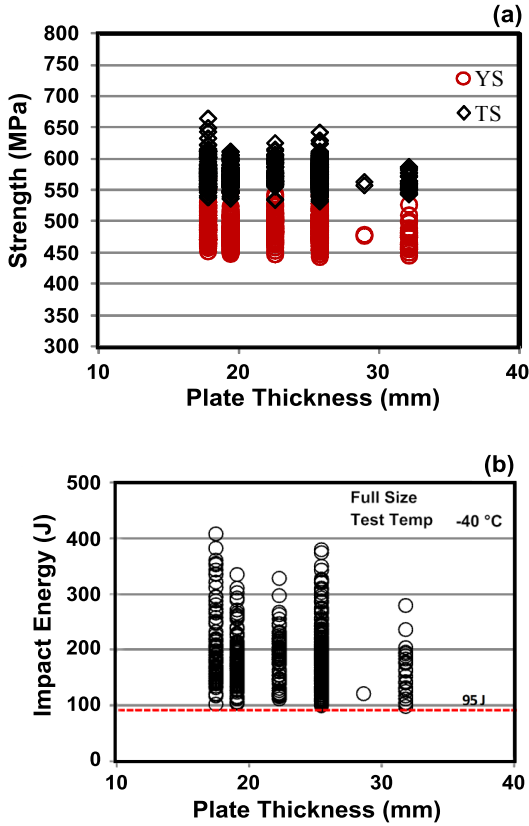 (a)
800
750
700
650
600
550
500
450
400
350
300
Strength (MPa)
YS
TS
10
20
30
40
Plate Thickness (mm)
(b)
500
400
300
200
100
0
Impact Energy (J)
Full Size
Test Temp -40 °C
95 J
10
20
30
40
Plate Thickness (mm)